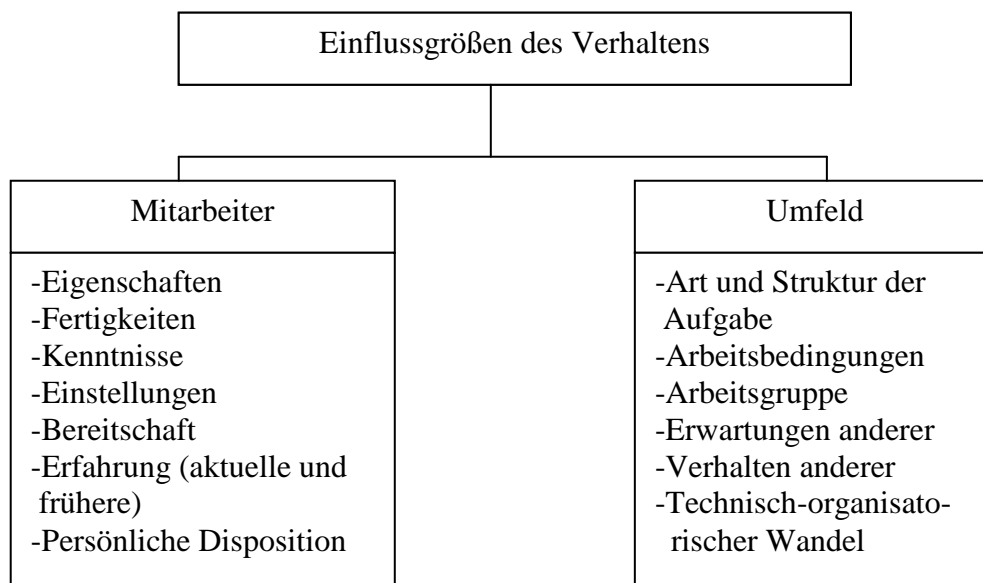 Einflussgrößen des Verhaltens
Mitarbeiter
-Eigenschaften
-Fertigkeiten
-Kenntnisse
-Einstellungen
-Bereitschaft
-Erfahrung (aktuelle und
frühere)
-Persönliche Disposition
Umfeld
-Art und Struktur der
Aufgabe
-Arbeitsbedingungen
-Arbeitsgruppe
-Erwartungen anderer
-Verhalten anderer
-Technisch-organisato-
rischer Wandel